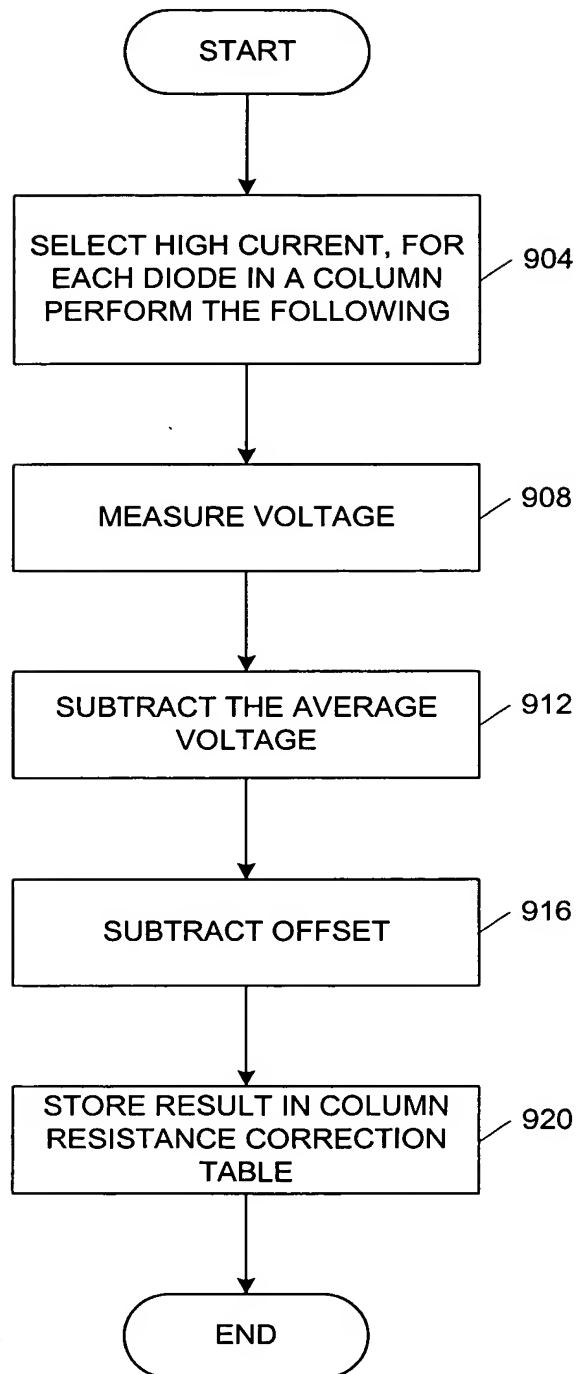 START
SELECT HIGH CURRENT, FOR
EACH DIODE IN A COLUMN
PERFORM THE FOLLOWING
904
MEASURE VOLTAGE
908
SUBTRACT THE AVERAGE
VOLTAGE
912
SUBTRACT OFFSET
916
STORE RESULT IN COLUMN
RESISTANCE CORRECTION
TABLE
920
END